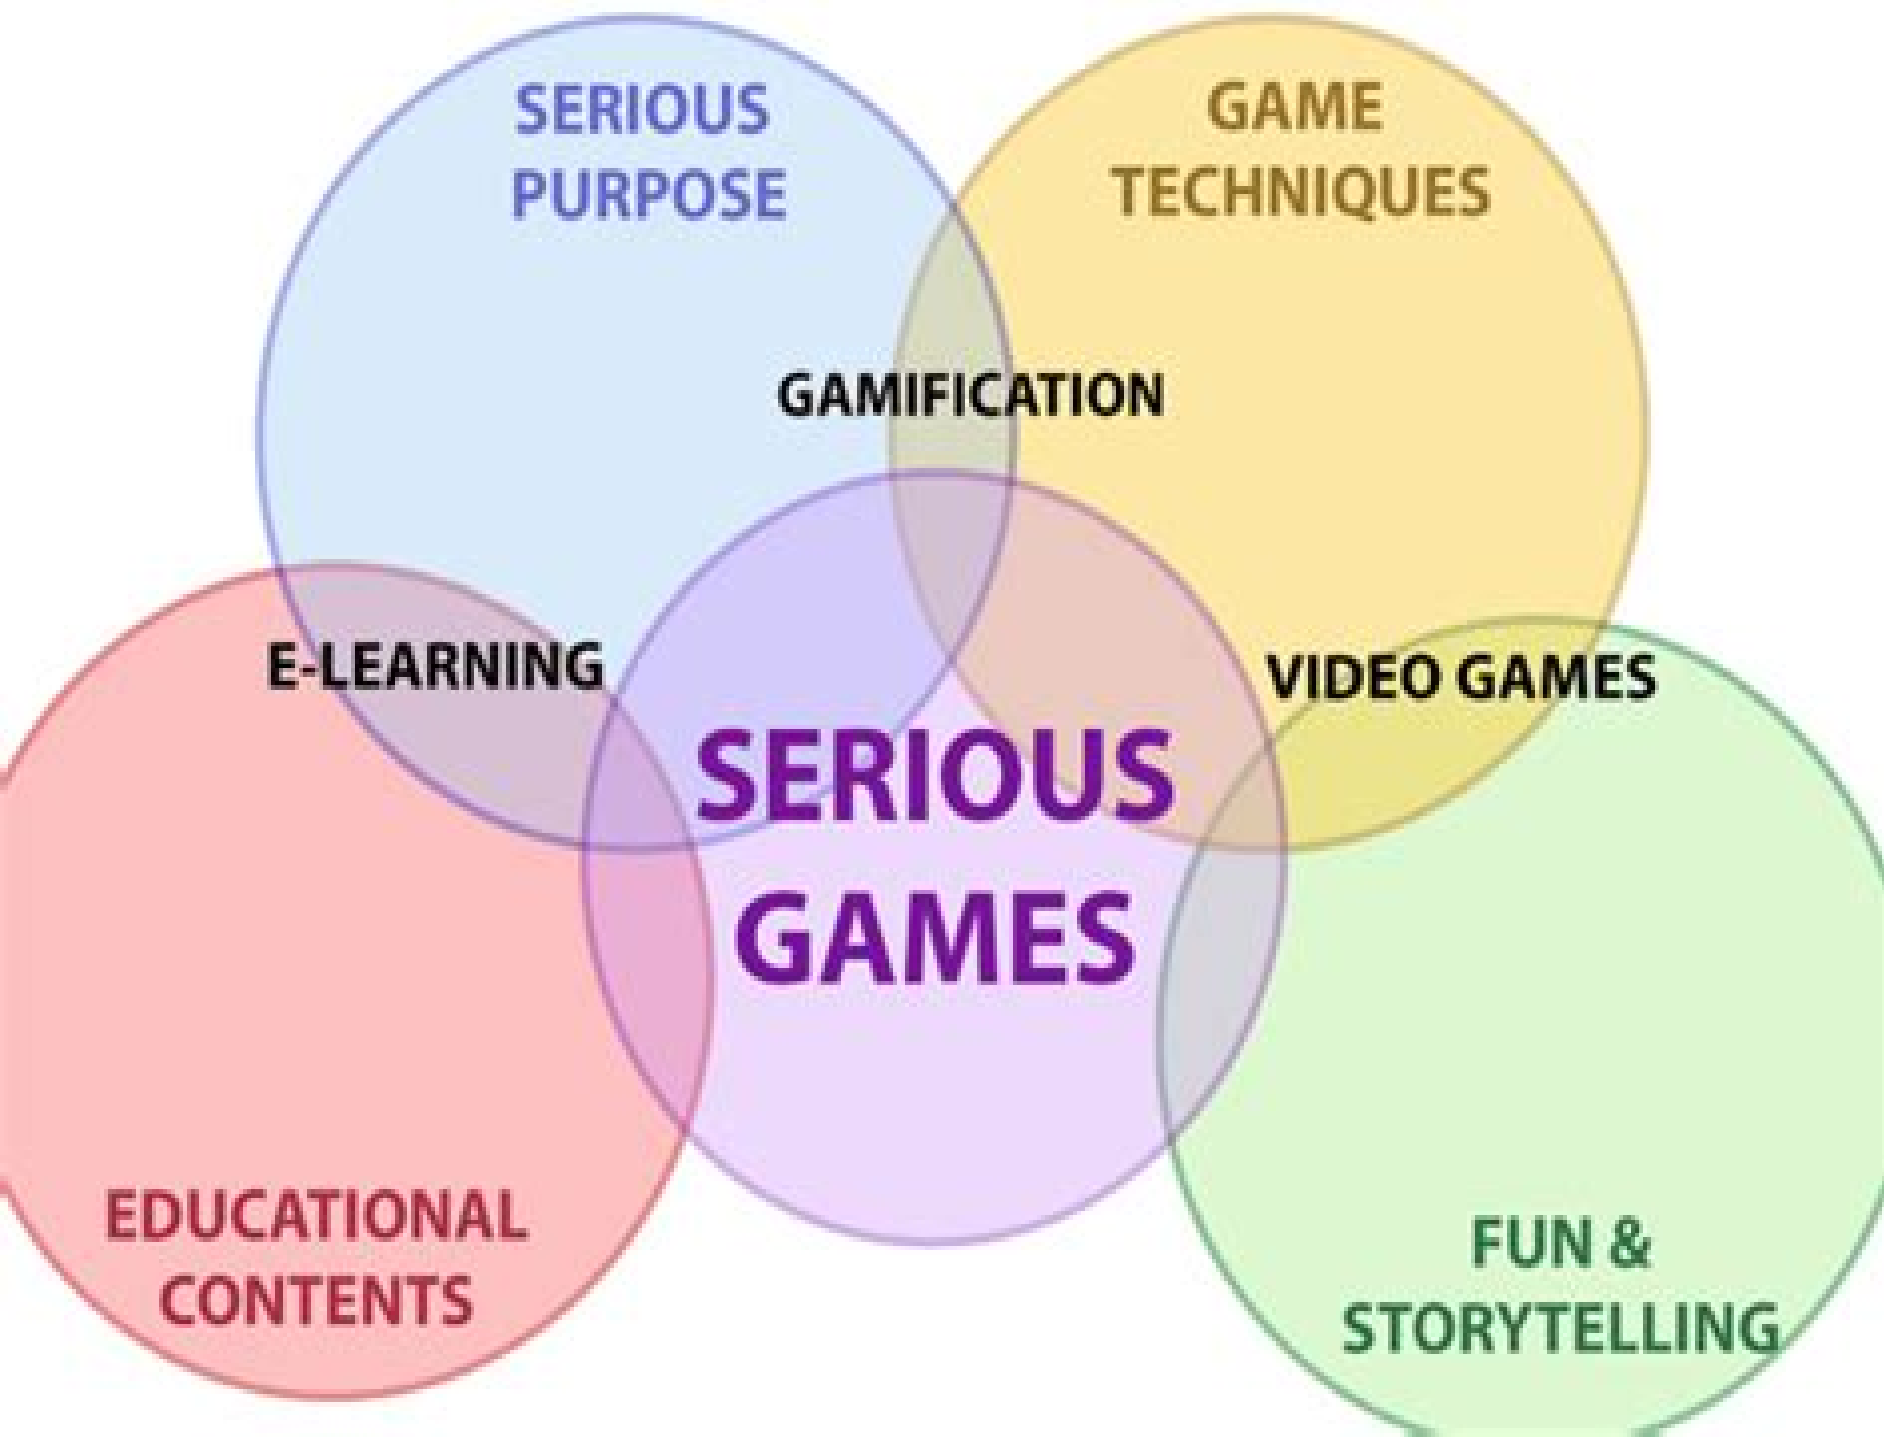 SERIOUS
PURPOSE
GAME
TECHNIQUES
GAMIFICATION
E-LEARNING
VIDEO GAMES
SERIOUS
GAMES
EDUCATIONAL
CONTENTS
FUN &
STORYTELLING